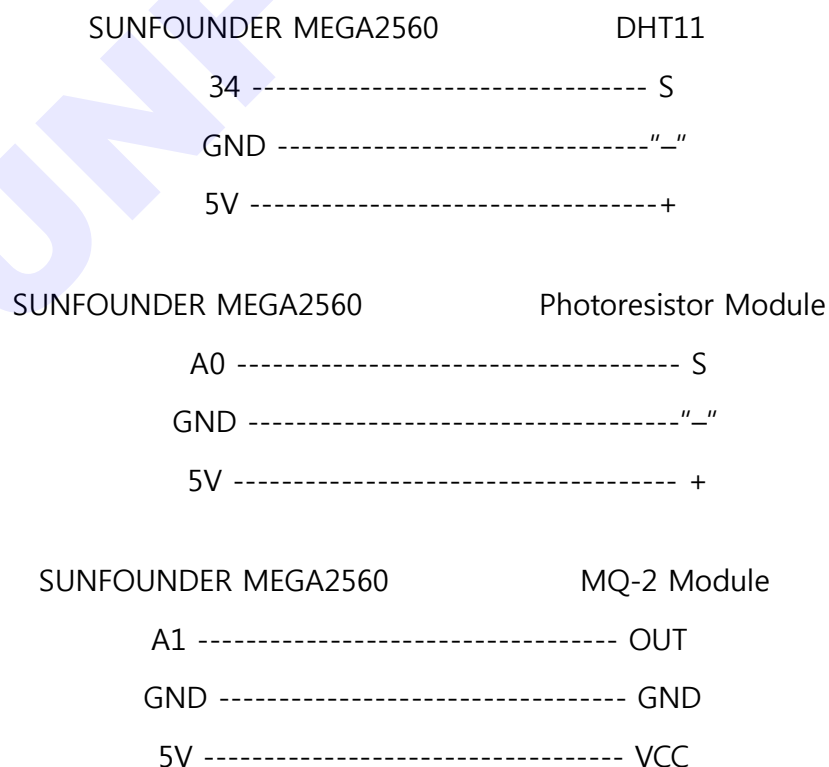 SUNFOUNDER MEGA2560 DHT11
34 --------------------------------- S
GND -------------------------------"–"
5V ----------------------------------+
SUNFOUNDER MEGA2560 Photoresistor Module
A0 ------------------------------------- S
GND ------------------------------------"–"
5V ------------------------------------- +
SUNFOUNDER MEGA2560 MQ-2 Module
A1 ----------------------------------- OUT
GND ---------------------------------- GND
5V ----------------------------------- VCC
UNF